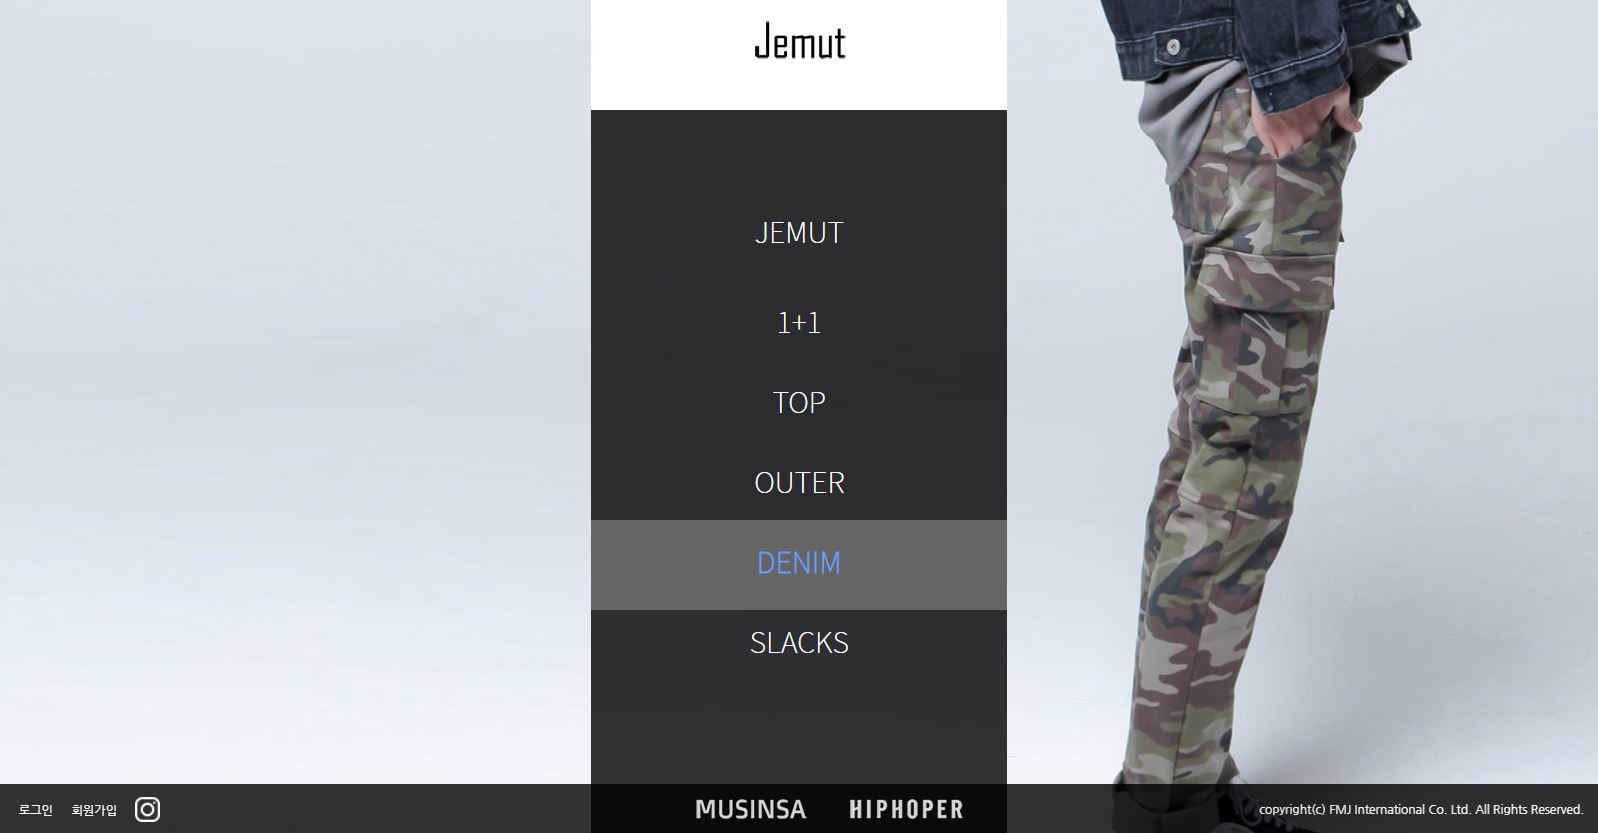 Jemut
JEMUT
1+1
TOP
OUTER
DENIM
SLACKS
로그인 회원가입 MUSINSA HIPHOPER copyright(c) FMJ International Co. Ltd. All Rights Reserved.